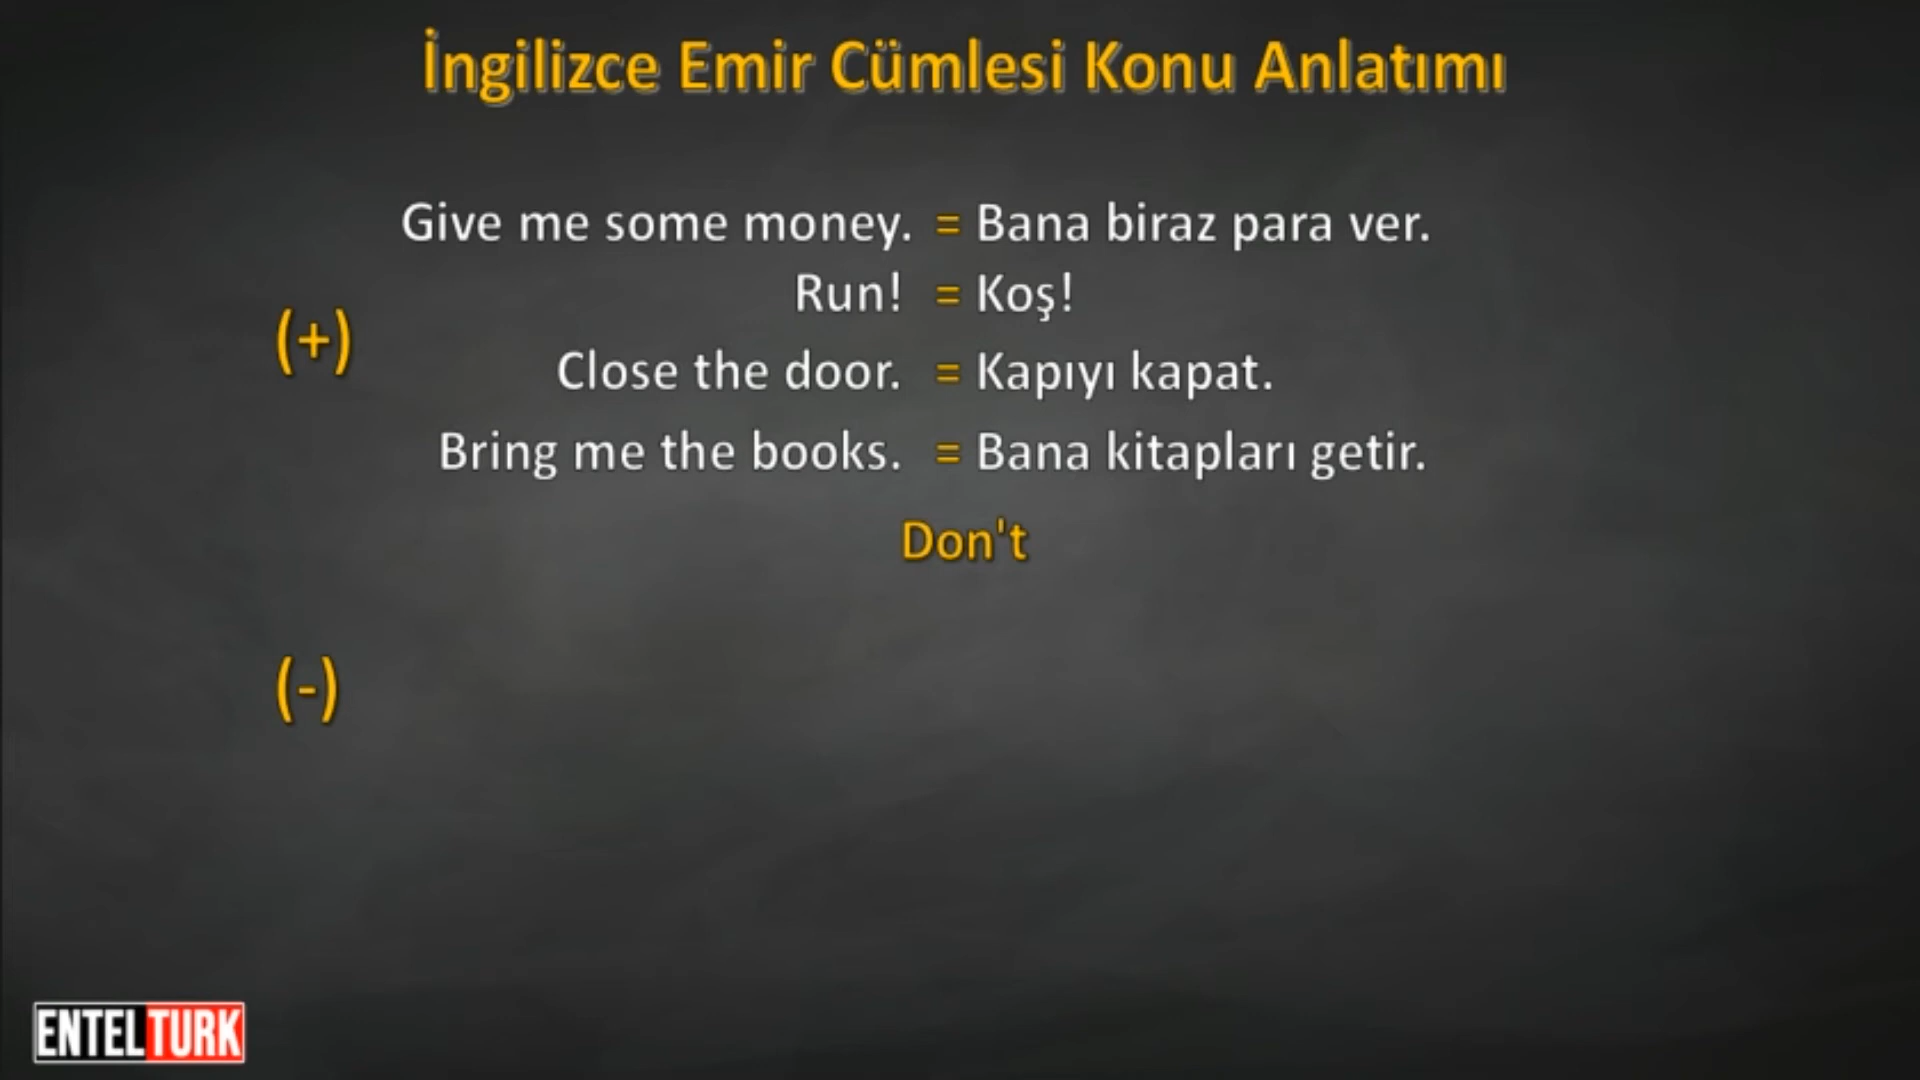 İngilizce Emir Cümlesi Konu Anlatımı
Give me some money. = Bana biraz para ver.
Run! = Koş!
(+)
Close the door. = Kapıyı kapat.
Bring me the books. = Bana kitapları getir.
Don't
(-)
ENTELTURK